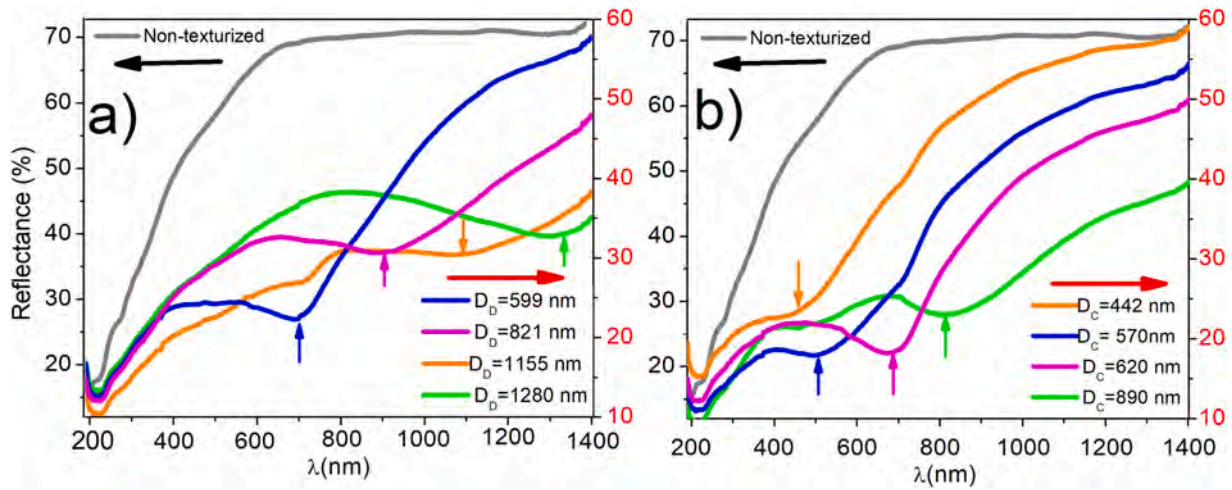 Non-texturized
a)
Reflectance (%)
70
60
50
40
30
20
60
50
40
30
20
10
D_D=599 nm
D_D=821 nm
D_D=1155 nm
D_D=1280 nm
200 400 600 800 1000 1200 1400
λ(nm)
Non-texturized
b)
70
60
50
40
30
20
60
50
40
30
20
10
D_C=442 nm
D_C=570nm
D_C=620 nm
D_C=890 nm
200 400 600 800 1000 1200 1400
λ(nm)